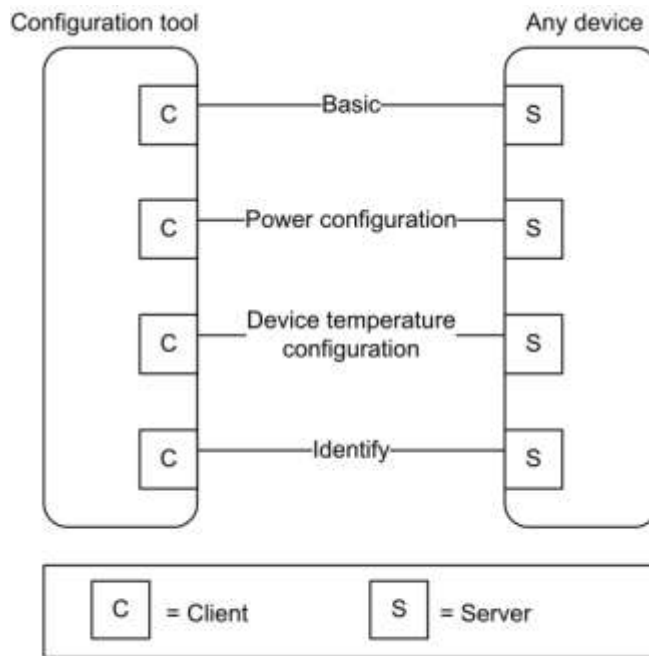 Configuration tool
Any device
C
Basic
S
C
Power configuration
S
C
Device temperature
configuration
S
C
Identify
S
C
= Client
S
= Server